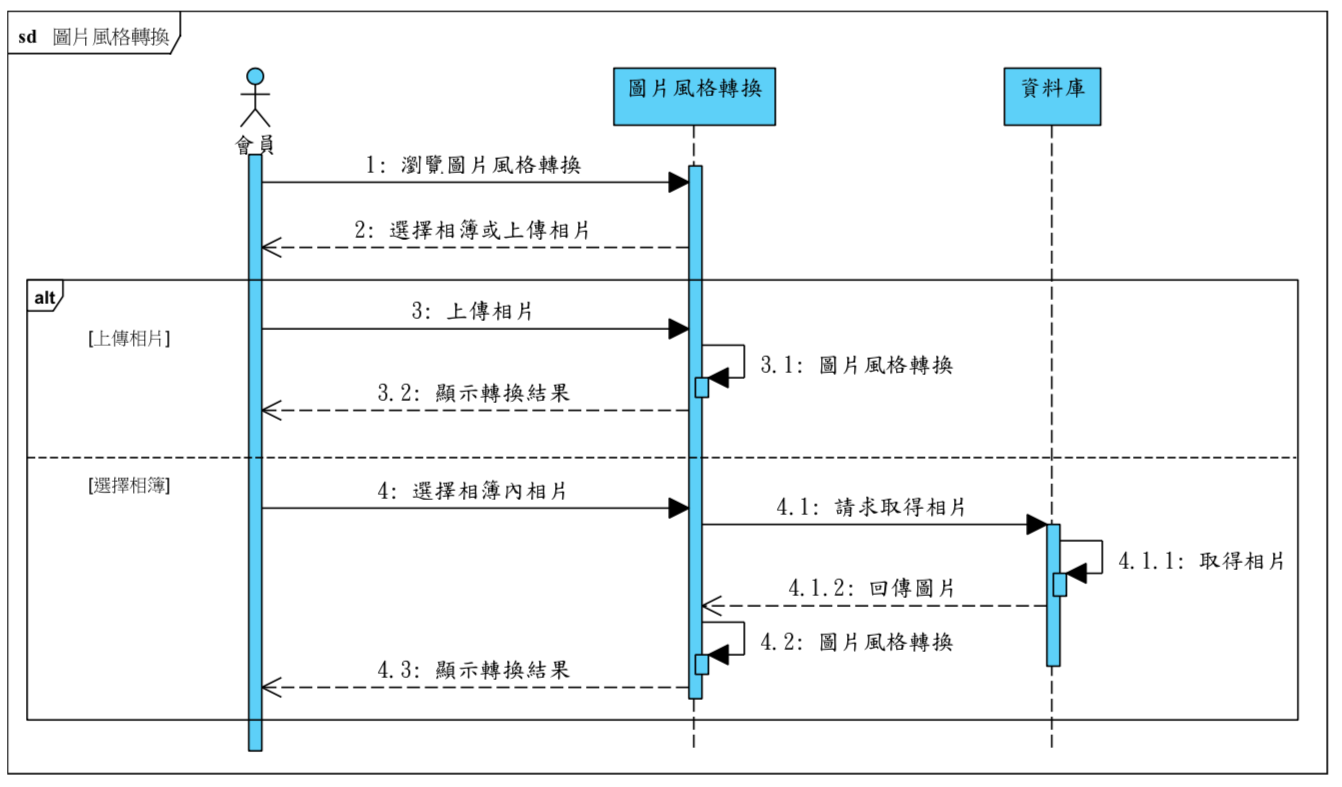 sd 圖片風格轉換
圖片風格轉換
資料庫
會員
1: 瀏覽圖片風格轉換
2: 選擇相簿或上傳相片
alt
3: 上傳相片
[上傳相片]
3.1: 圖片風格轉換
3.2: 顯示轉換結果
[選擇相簿]
4: 選擇相簿內相片
4.1: 請求取得相片
4.1.1: 取得相片
4.1.2: 回傳圖片
4.2: 圖片風格轉換
4.3: 顯示轉換結果